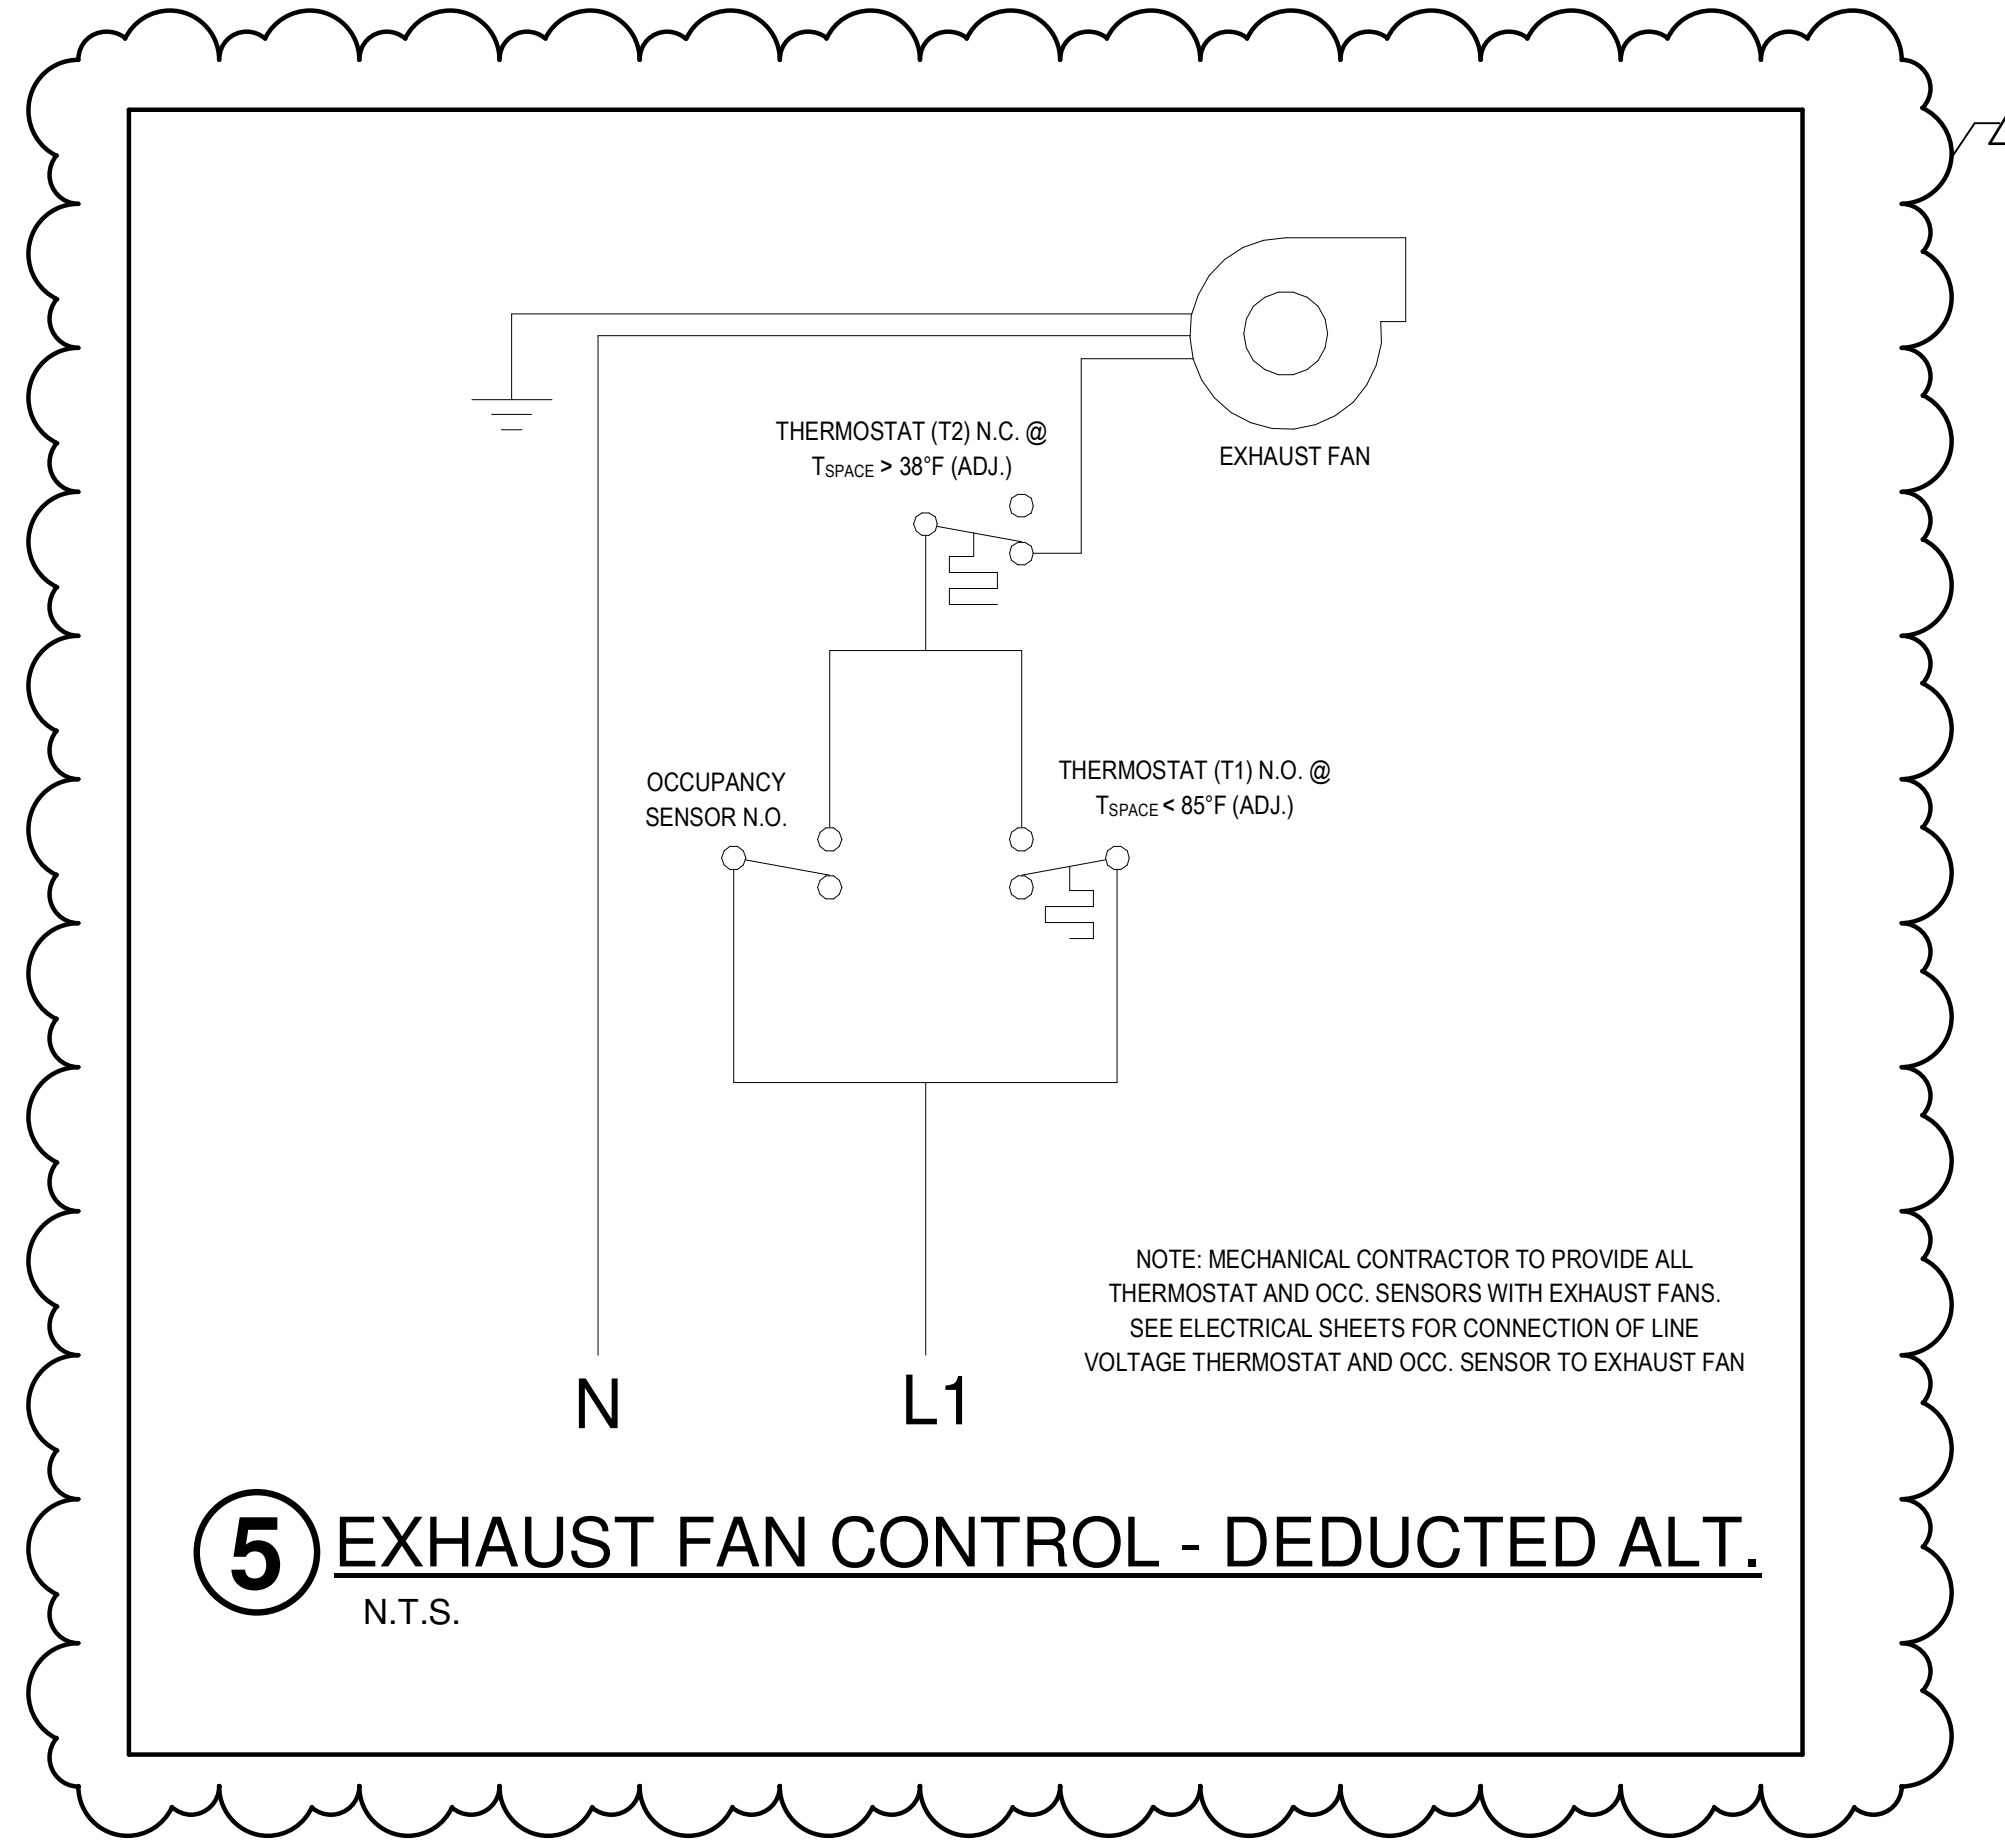 THERMOSTAT (T2) N.C. @
TSPACE > 38°F (ADJ.)
EXHAUST FAN
OCCUPANCY
SENSOR N.O.
THERMOSTAT (T1) N.O. @
TSPACE < 85°F (ADJ.)
NOTE: MECHANICAL CONTRACTOR TO PROVIDE ALL
THERMOSTAT AND OCC. SENSORS WITH EXHAUST FANS.
SEE ELECTRICAL SHEETS FOR CONNECTION OF LINE
VOLTAGE THERMOSTAT AND OCC. SENSOR TO EXHAUST FAN
N
L1
5 EXHAUST FAN CONTROL - DEDUCTED ALT.
N.T.S.